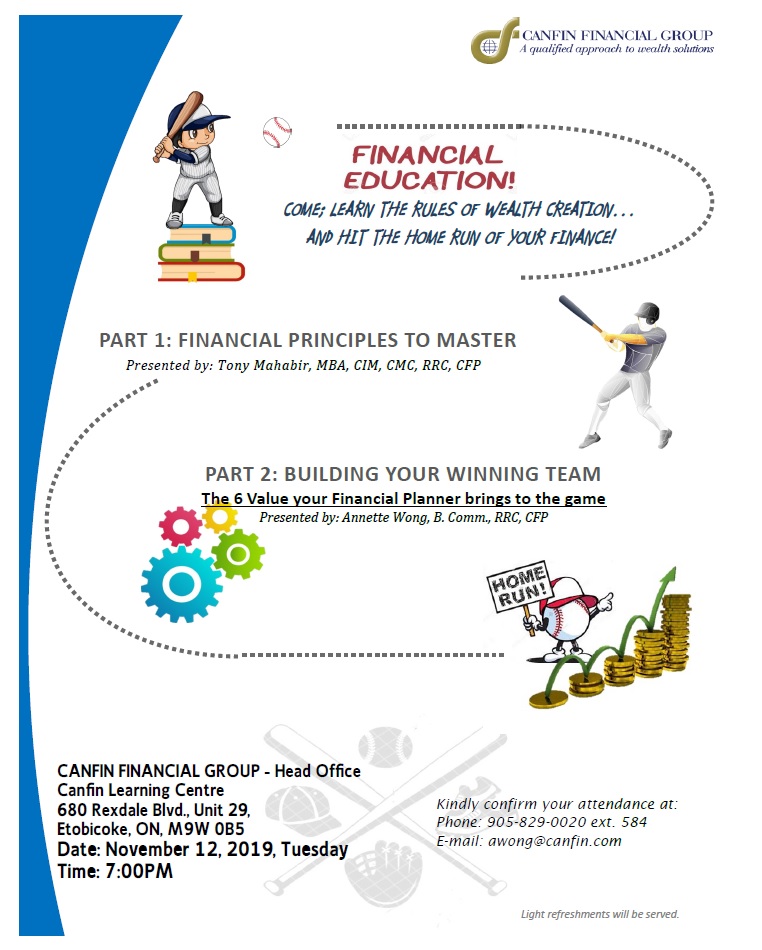 CANFIN FINANCIAL GROUP
A qualified approach to wealth solutions
FINANCIAL
EDUCATION!
COME; LEARN THE RULES OF WEALTH CREATION...
AND HIT THE HOME RUN OF YOUR FINANCE!
PART 1: FINANCIAL PRINCIPLES TO MASTER
Presented by: Tony Mahabir, MBA, CIM, CMC, RRC, CFP
PART 2: BUILDING YOUR WINNING TEAM
The 6 Value your Financial Planner brings to the game
Presented by: Annette Wong, B. Comm., RRC, CFP
HOME
RUN!
CANFIN FINANCIAL GROUP - Head Office
Canfin Learning Centre
680 Rexdale Blvd., Unit 29,
Etobicoke, ON, M9W 0B5
Date: November 12, 2019, Tuesday
Time: 7:00PM
Kindly confirm your attendance at:
Phone: 905-829-0020 ext. 584
E-mail: awong@canfin.com
Light refreshments will be served.